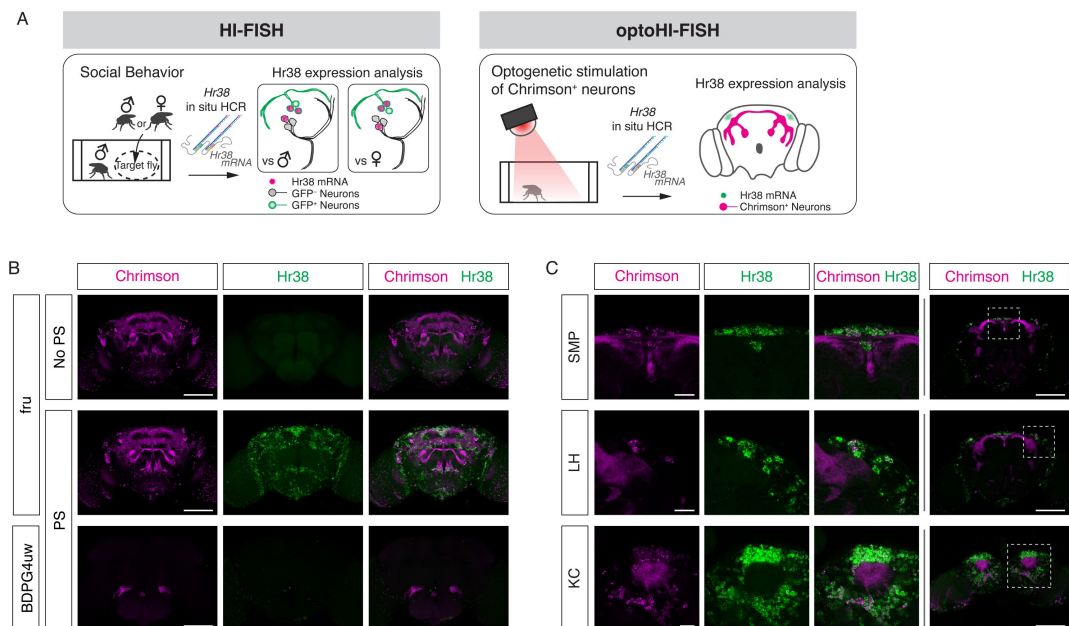 A
HI-FISH
Social Behavior
♂ or ♀
♂
Target fly
Hr38
in situ HCR
Hr38
mRNA
Hr38 expression analysis
vs ♂
vs ♀
Hr38 mRNA
GFP⁻ Neurons
GFP⁺ Neurons
optoHI-FISH
Optogenetic stimulation
of Chrimson⁺ neurons
Hr38
in situ HCR
Hr38
mRNA
Hr38 expression analysis
Hr38 mRNA
Chrimson⁺ Neurons
B
Chrimson
Hr38
Chrimson Hr38
fru
No PS
PS
BDPG4uw
C
Chrimson
Hr38
Chrimson Hr38
Chrimson Hr38
SMP
LH
KC